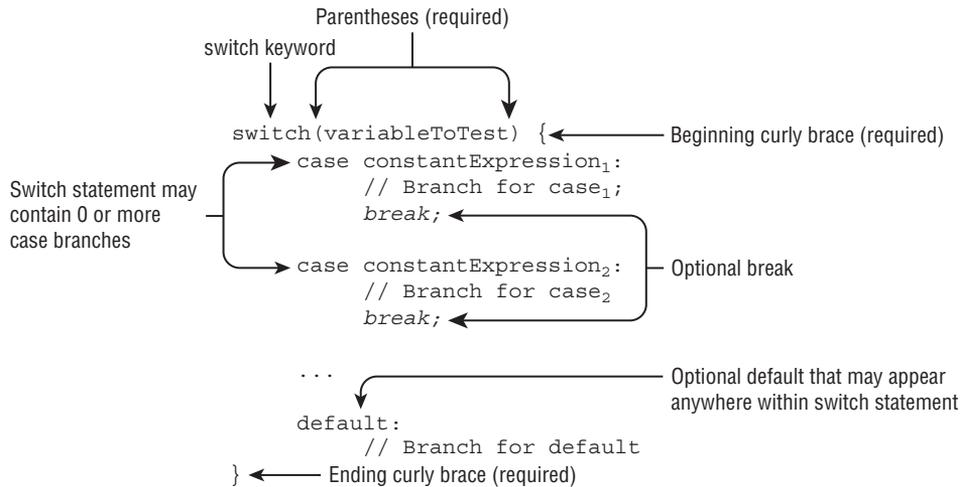 Parentheses (required)
switch keyword
switch(variableToTest) {
Beginning curly brace (required)
case constantExpression₁:
// Branch for case₁;
break;
Switch statement may
contain 0 or more
case branches
case constantExpression₂:
// Branch for case₂
break;
Optional break
...
Optional default that may appear
anywhere within switch statement
default:
// Branch for default
}
Ending curly brace (required)